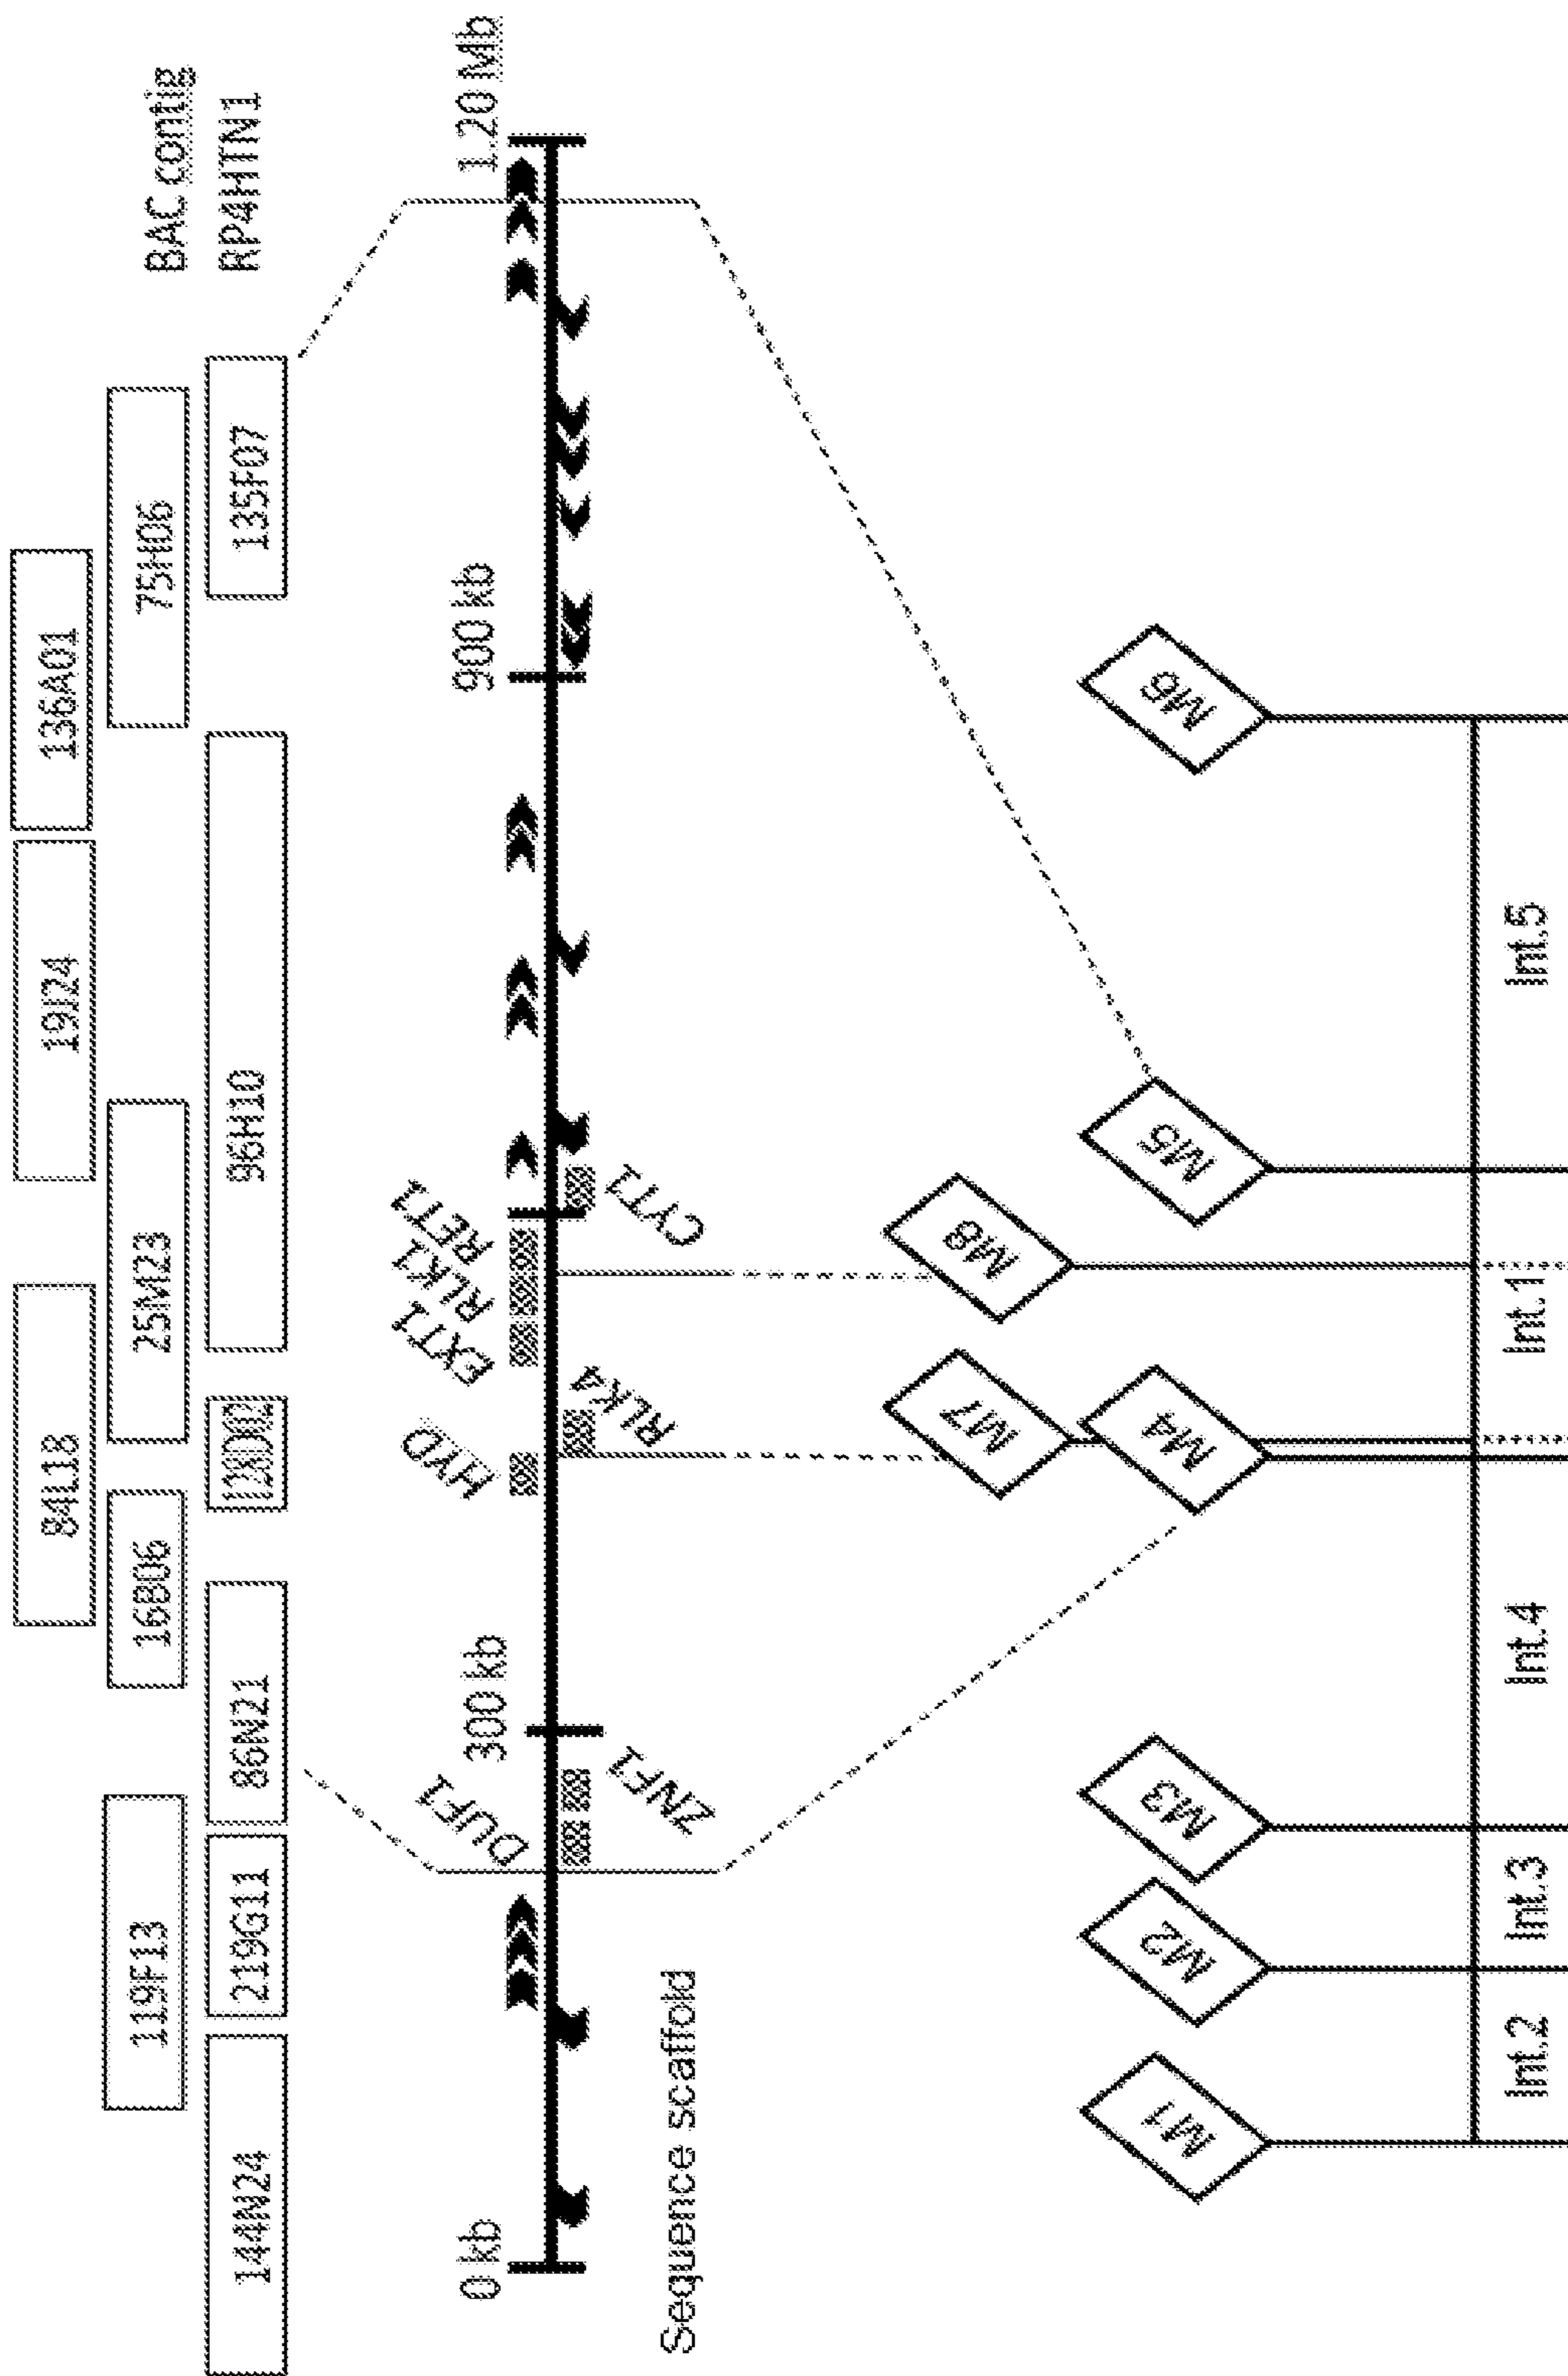 84L18
19J24
136A01
119F13
16B06
25M23
75H06
BAC contig
144N24
219G11
86N21
128D02
96H10
135F07
RP4HTN1
0 kb
DUF1
300 kb
HYD
EXT1
RLK1
RET1
900 kb
1.20 Mb
ZNF1
RLK4
CYT1
Sequence scaffold
M7
M8
M1
M2
M3
M4
M5
M6
Int.2
Int.3
Int.4
Int.1
Int.5